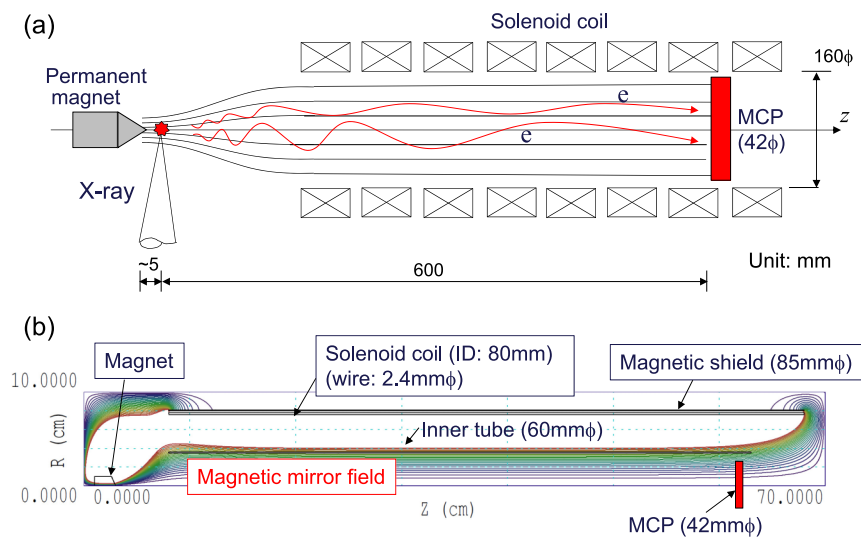 (a)
Solenoid coil
Permanent
magnet
160ϕ
e
e
MCP
(42ϕ)
z
X-ray
~5
600
Unit: mm
(b)
Magnet
Solenoid coil (ID: 80mm)
(wire: 2.4mmϕ)
Magnetic shield (85mmϕ)
10.0000
R (cm)
Inner tube (60mmϕ)
Magnetic mirror field
0.0000
0.0000
Z (cm)
70.0000
MCP (42mmϕ)